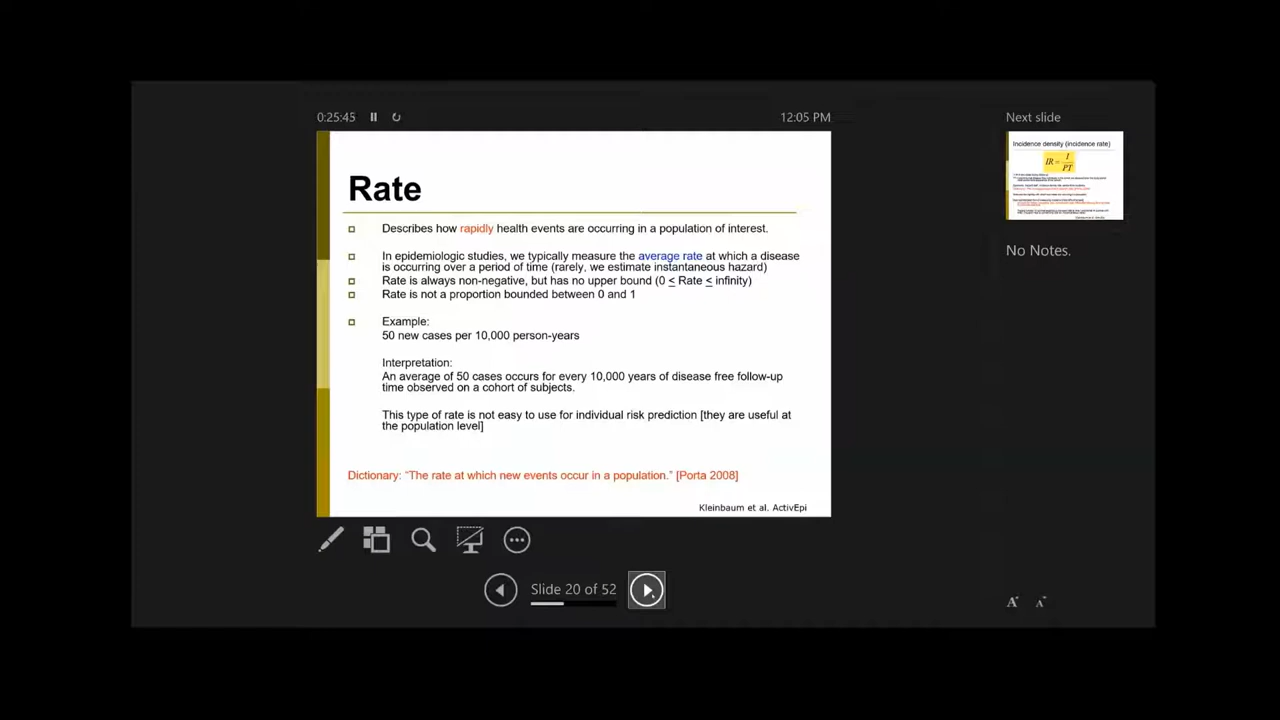 0:25:45
12:05 PM
Next slide
Rate
Describes how rapidly health events are occurring in a population of interest.
In epidemiologic studies, we typically measure the average rate at which a disease
is occurring over a period of time (rarely, we estimate instantaneous hazard)
Rate is always non-negative, but has no upper bound (0 ≤ Rate ≤ infinity)
Rate is not a proportion bounded between 0 and 1
Example:
50 new cases per 10,000 person-years
Interpretation:
An average of 50 cases occurs for every 10,000 years of disease free follow-up
time observed on a cohort of subjects.
This type of rate is not easy to use for individual risk prediction [they are useful at
the population level]
Dictionary: “The rate at which new events occur in a population.” [Porta 2008]
Kleinbaum et al. ActivEpi
Incidence density (incidence rate)
IR = I
PT
No Notes.
Slide 20 of 52
A A